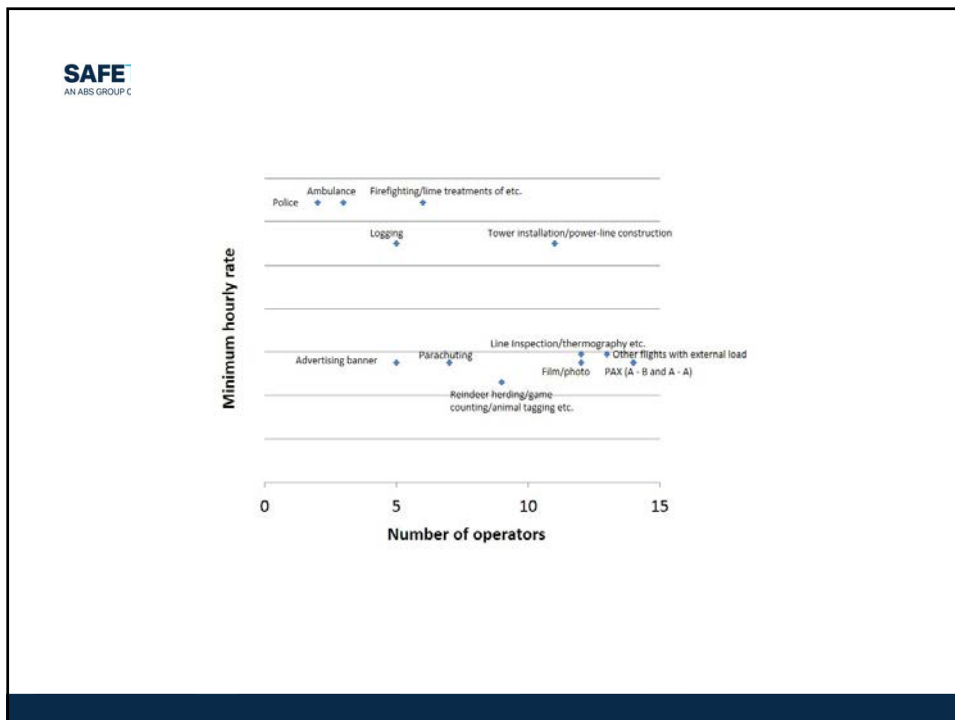 SAFE
AN ABS GROUP C
Ambulance
Firefighting/lime treatments of etc.
Police
Logging
Tower installation/power-line construction
Minimum hourly rate
Line Inspection/thermography etc.
Advertising banner
Parachuting
Other flights with external load
Film/photo
PAX (A - B and A - A)
Reindeer herding/game
counting/animal tagging etc.
0
5
10
15
Number of operators